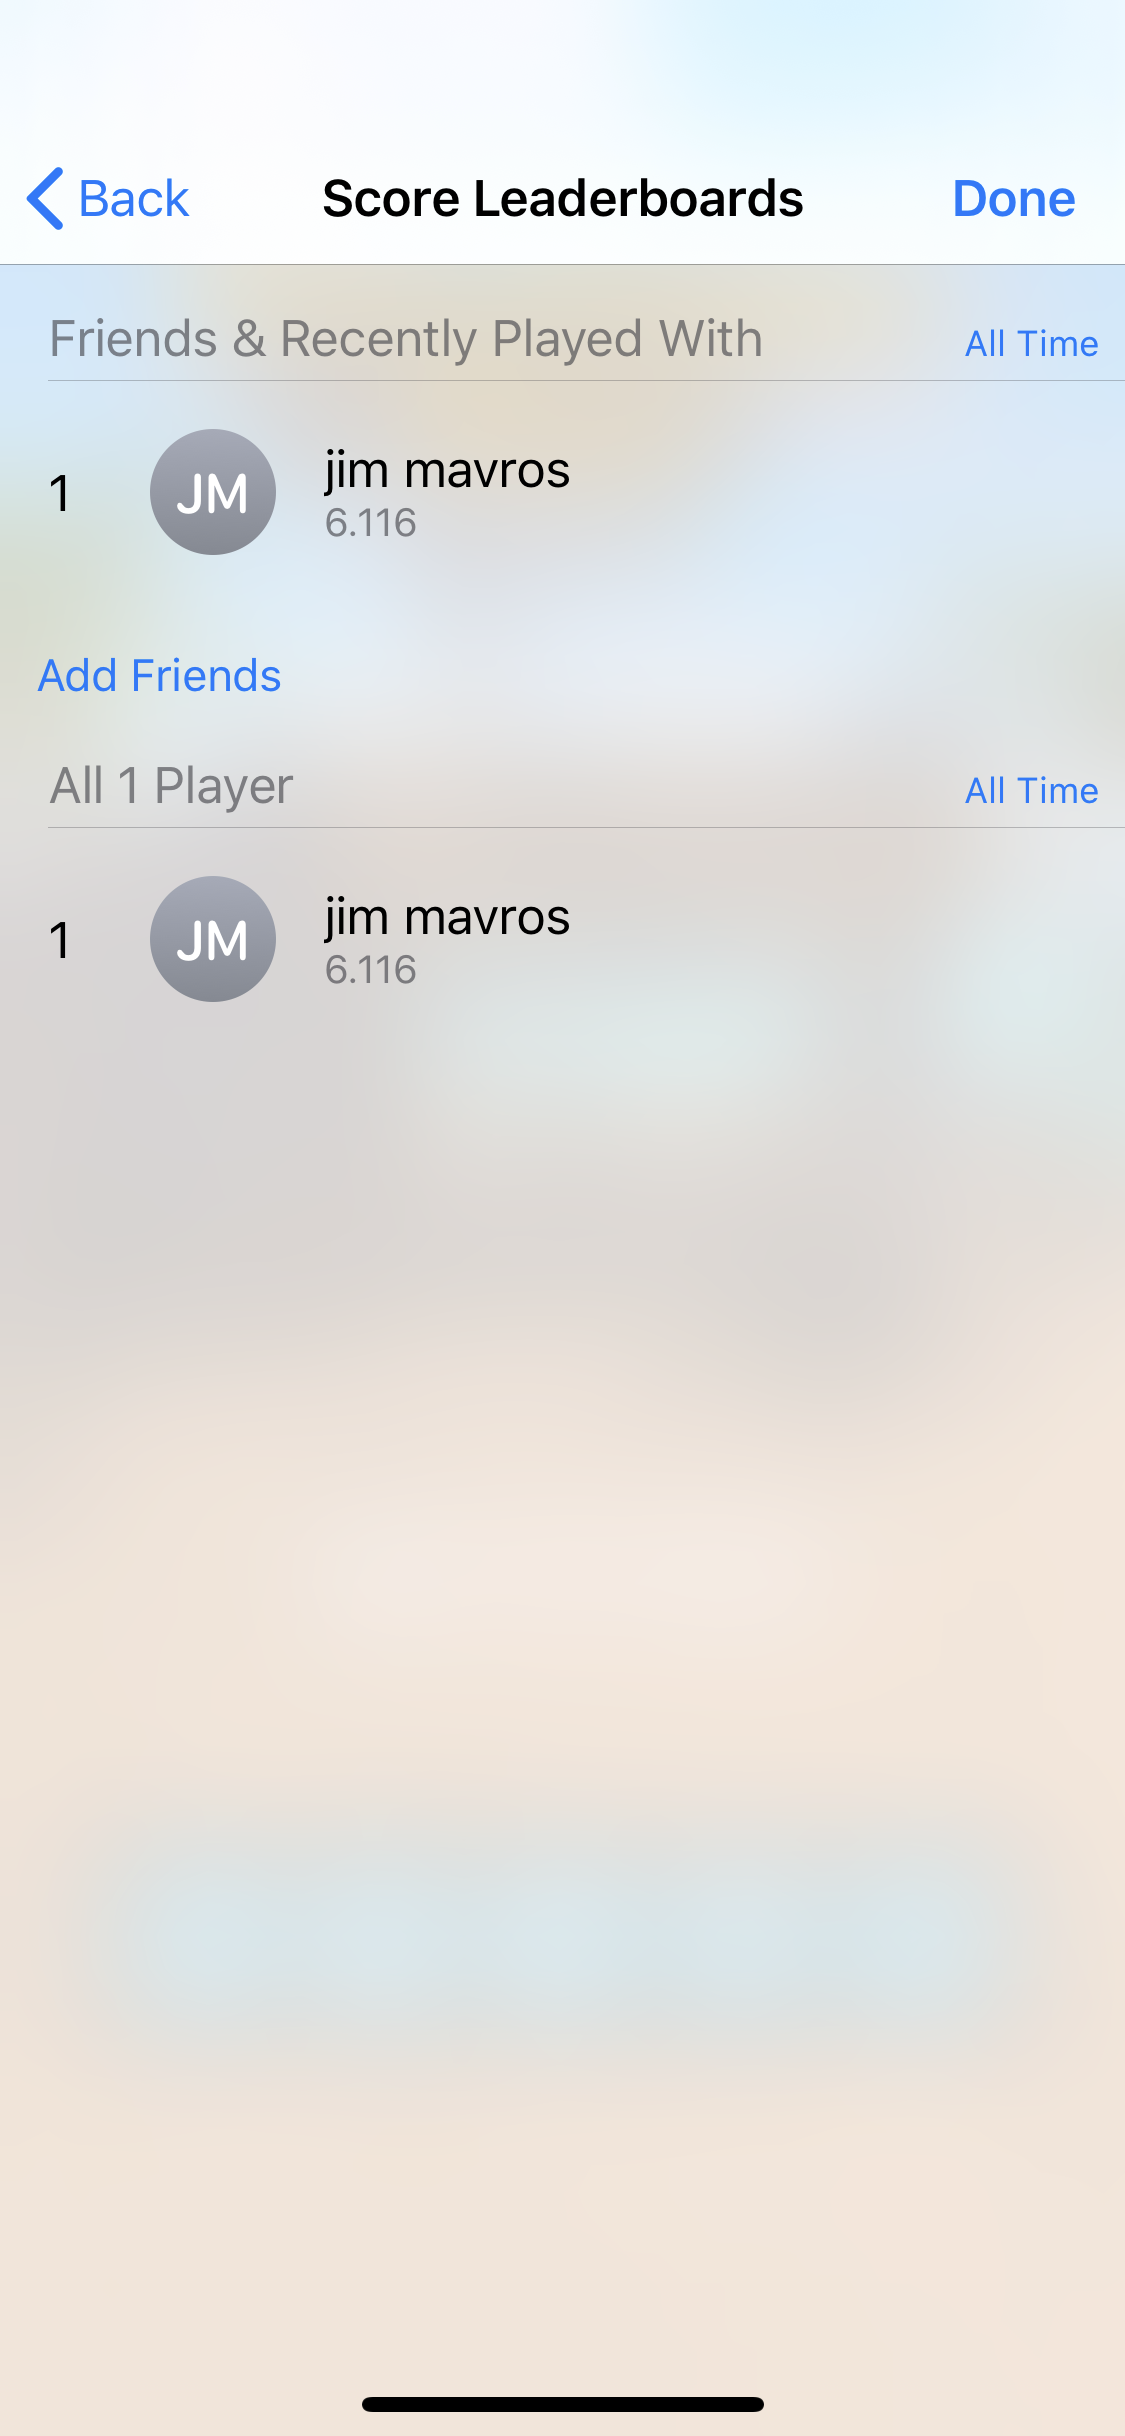 Back
Score Leaderboards
Done
Friends & Recently Played With
All Time
1
JM
jim mavros
6.116
Add Friends
All 1 Player
All Time
1
JM
jim mavros
6.116